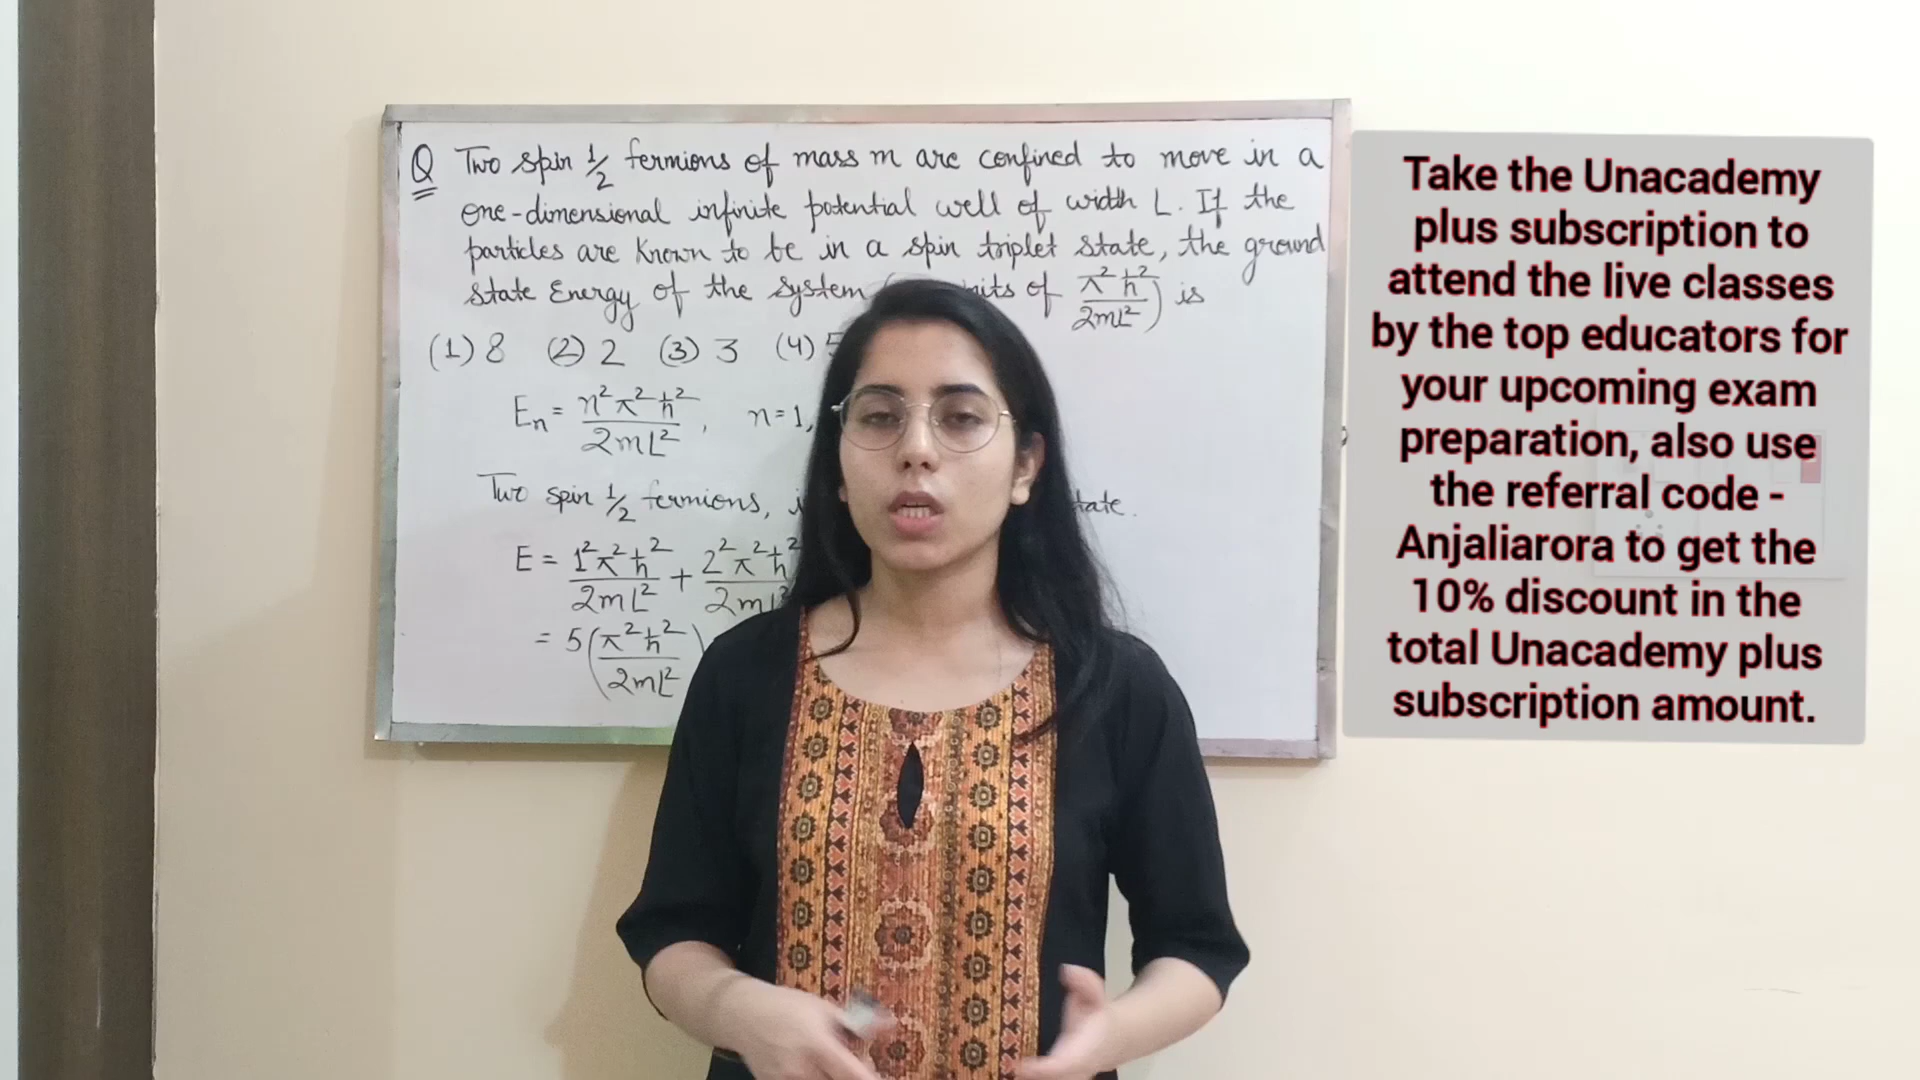 Q Two spin 1/2 fermions of mass m are confined to move in a
one-dimensional infinite potential well of width L. If the
particles are known to be in a spin triplet state, the ground
state Energy of the system of π²ħ²/2mL²) is
(1) 8 (2) 2 (3) 3 (4) 5
Eₙ = n²π²ħ²/2mL², n=1,
Two spin 1/2 fermions,
E = 1²π²ħ²/2mL² + 2²π²ħ²/2mL²
= 5(π²ħ²/2mL²)
Take the Unacademy
plus subscription to
attend the live classes
by the top educators for
your upcoming exam
preparation, also use
the referral code -
Anjaliarora to get the
10% discount in the
total Unacademy plus
subscription amount.